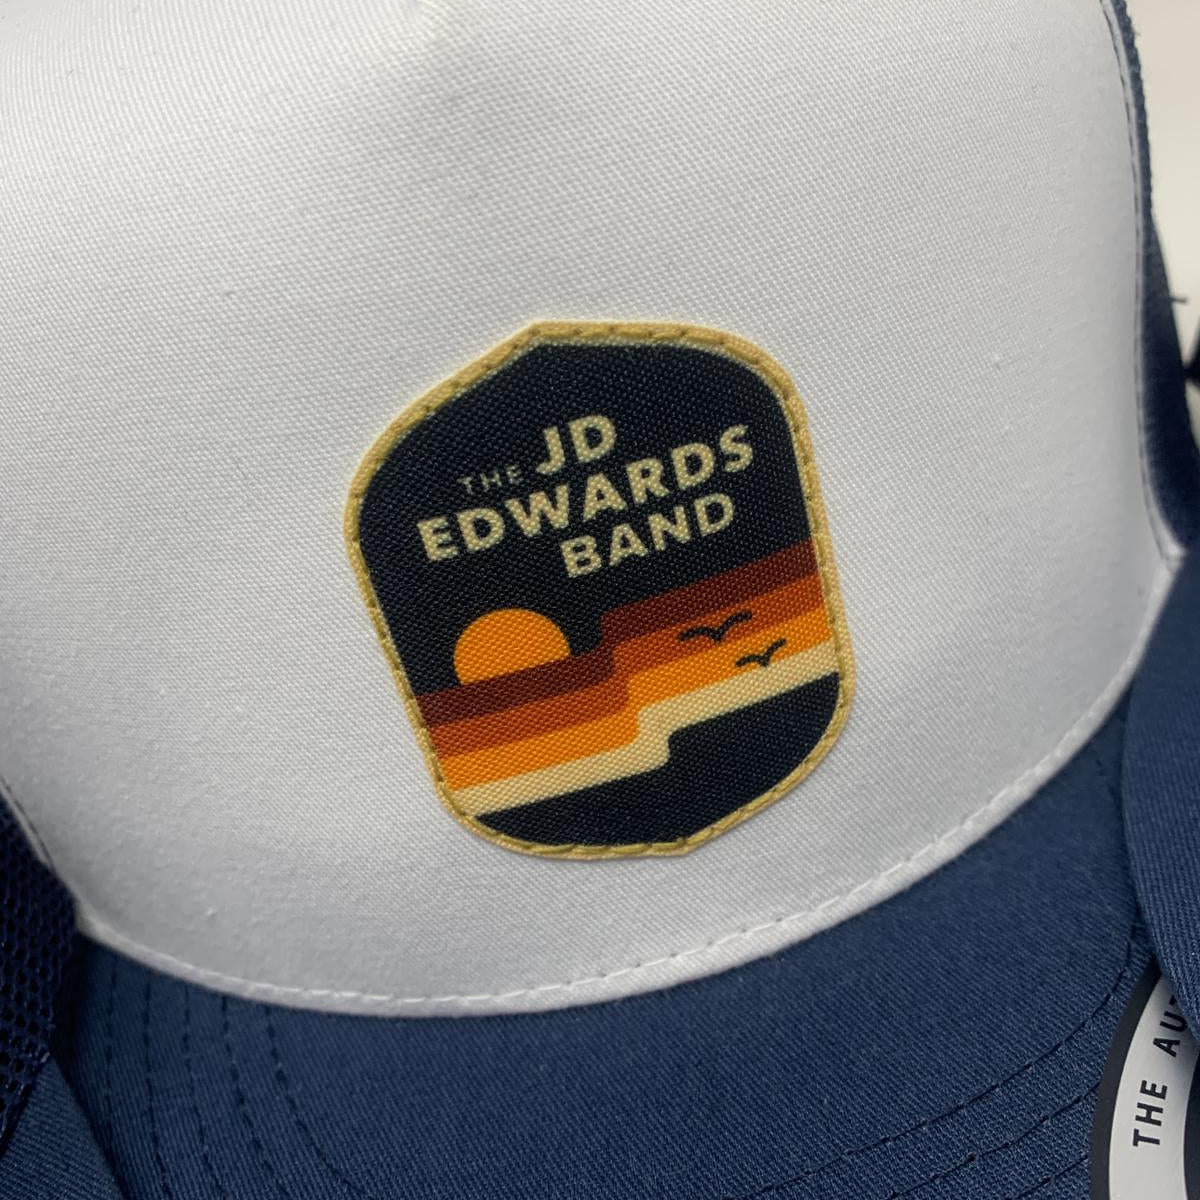 THE JD
EDWARDS
BAND
THE